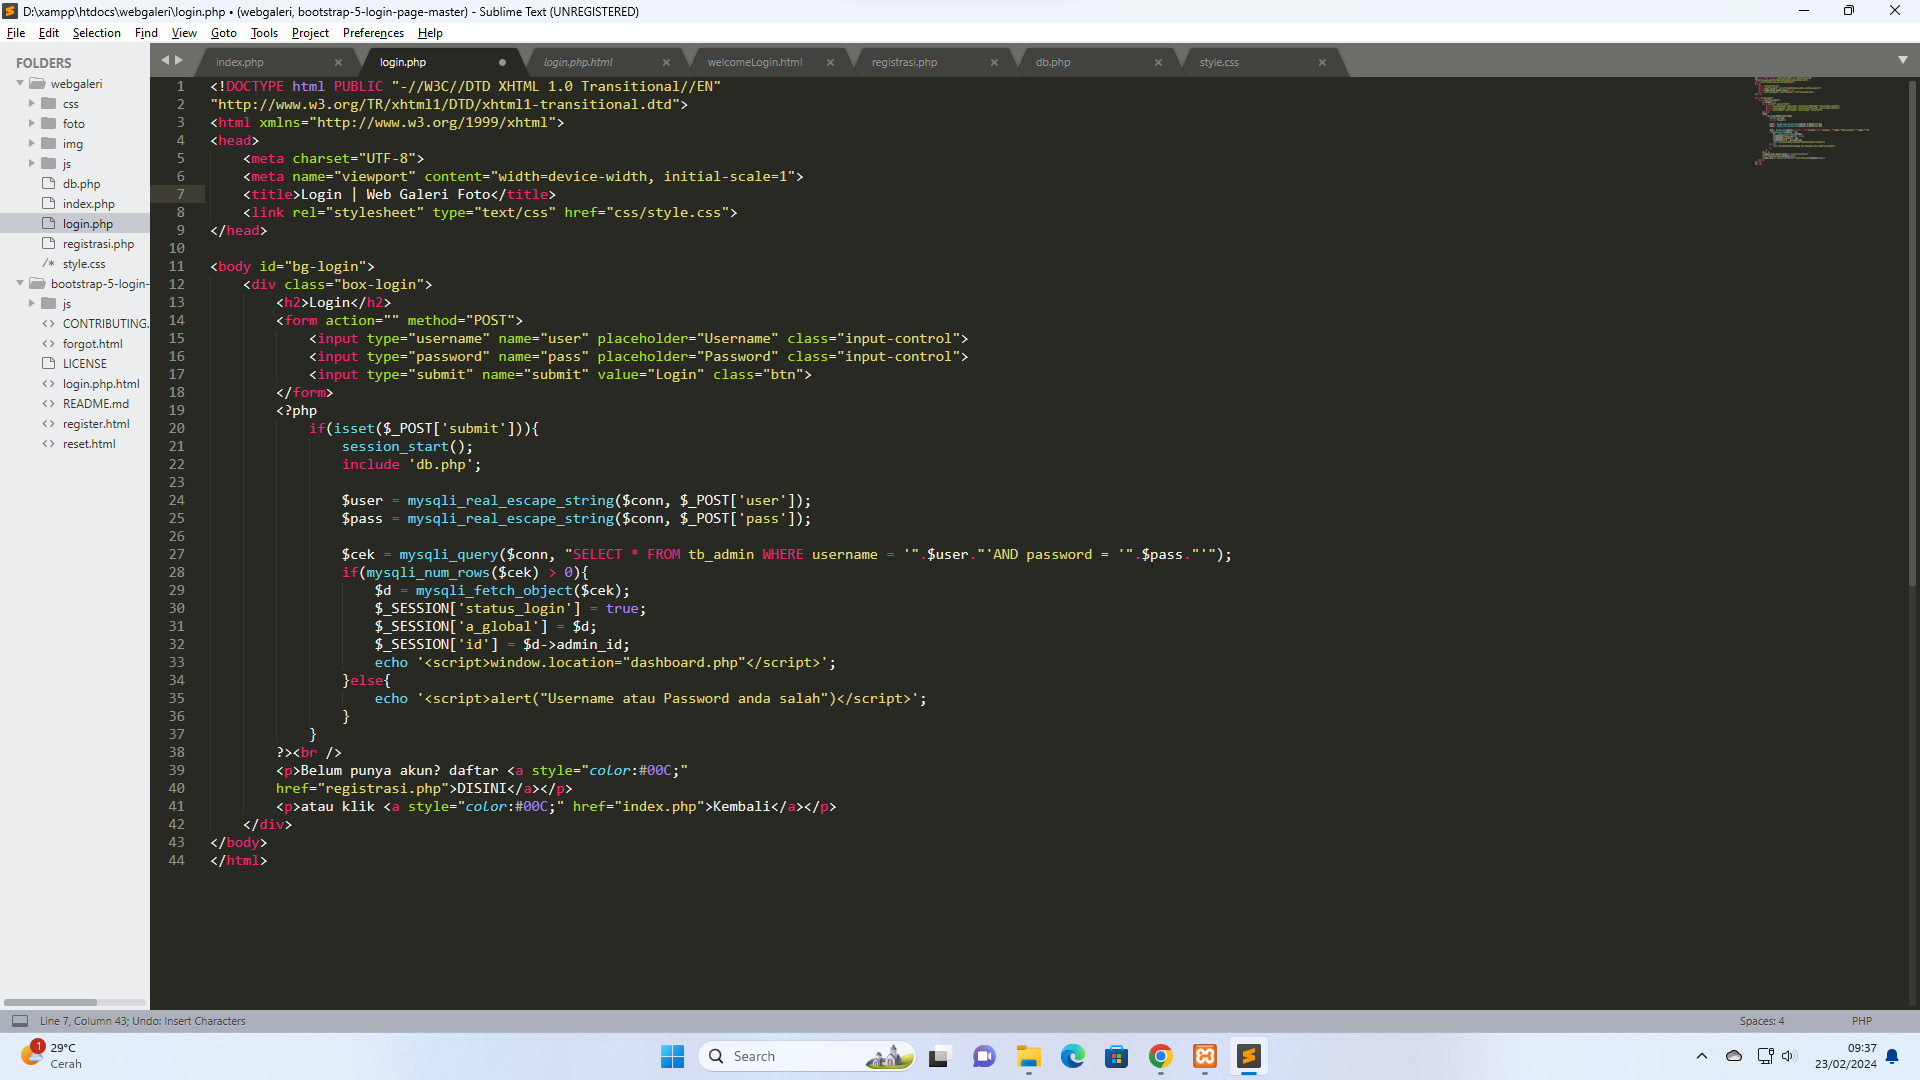 D:\xampp\htdocs\webgaleri\login.php • (webgaleri, bootstrap-5-login-page-master) - Sublime Text (UNREGISTERED)
File Edit Selection Find View Goto Tools Project Preferences Help
FOLDERS
webgaleri
css
foto
img
js
db.php
index.php
login.php
registrasi.php
/* style.css
bootstrap-5-login-
js
<> CONTRIBUTING.
<> forgot.html
LICENSE
<> login.php.html
<> README.md
<> register.html
<> reset.html
index.php login.php login.php.html welcomeLogin.html registrasi.php db.php style.css
1 <!DOCTYPE html PUBLIC "-//W3C//DTD XHTML 1.0 Transitional//EN"
2 "http://www.w3.org/TR/xhtml1/DTD/xhtml1-transitional.dtd">
3 <html xmlns="http://www.w3.org/1999/xhtml">
4 <head>
5 <meta charset="UTF-8">
6 <meta name="viewport" content="width=device-width, initial-scale=1">
7 <title>Login | Web Galeri Foto</title>
8 <link rel="stylesheet" type="text/css" href="css/style.css">
9 </head>
10
11 <body id="bg-login">
12 <div class="box-login">
13 <h2>Login</h2>
14 <form action="" method="POST">
15 <input type="username" name="user" placeholder="Username" class="input-control">
16 <input type="password" name="pass" placeholder="Password" class="input-control">
17 <input type="submit" name="submit" value="Login" class="btn">
18 </form>
19 <?php
20 if(isset($_POST['submit'])){
21 session_start();
22 include 'db.php';
23
24 $user = mysqli_real_escape_string($conn, $_POST['user']);
25 $pass = mysqli_real_escape_string($conn, $_POST['pass']);
26
27 $cek = mysqli_query($conn, "SELECT * FROM tb_admin WHERE username = '".$user."'AND password = '".$pass."'");
28 if(mysqli_num_rows($cek) > 0){
29 $d = mysqli_fetch_object($cek);
30 $_SESSION['status_login'] = true;
31 $_SESSION['a_global'] = $d;
32 $_SESSION['id'] = $d->admin_id;
33 echo '<script>window.location="dashboard.php"</script>';
34 }else{
35 echo '<script>alert("Username atau Password anda salah")</script>';
36 }
37 }
38 ?><br />
39 <p>Belum punya akun? daftar <a style="color:#00C;"
40 href="registrasi.php">DISINI</a></p>
41 <p>atau klik <a style="color:#00C;" href="index.php">Kembali</a></p>
42 </div>
43 </body>
44 </html>
Line 7, Column 43; Undo: Insert Characters Spaces: 4 PHP
1 29°C
Cerah
Search
09:37
23/02/2024